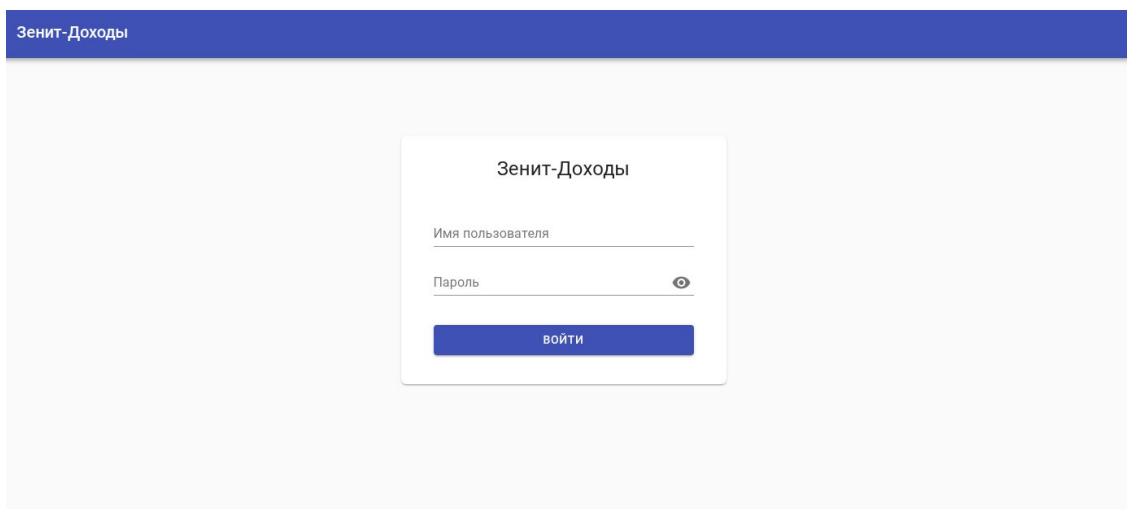 Зенит-Доходы
Зенит-Доходы
Имя пользователя
Пароль
ВОЙТИ